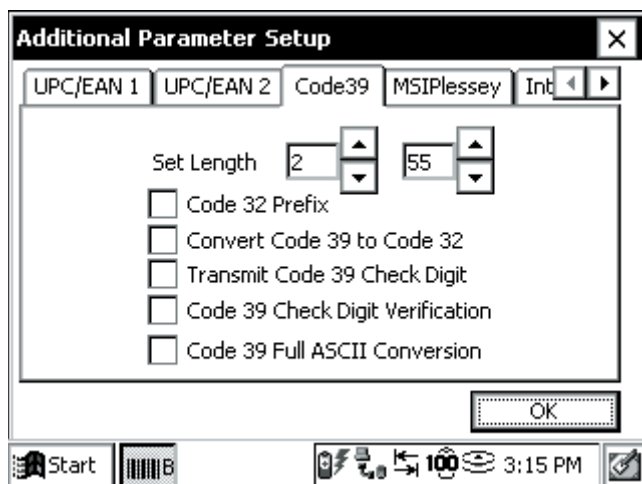 Additional Parameter Setup
UPC/EAN 1 UPC/EAN 2 Code39 MSIPlessey Int
Set Length 2 55
Code 32 Prefix
Convert Code 39 to Code 32
Transmit Code 39 Check Digit
Code 39 Check Digit Verification
Code 39 Full ASCII Conversion
OK
Start B 100 3:15 PM